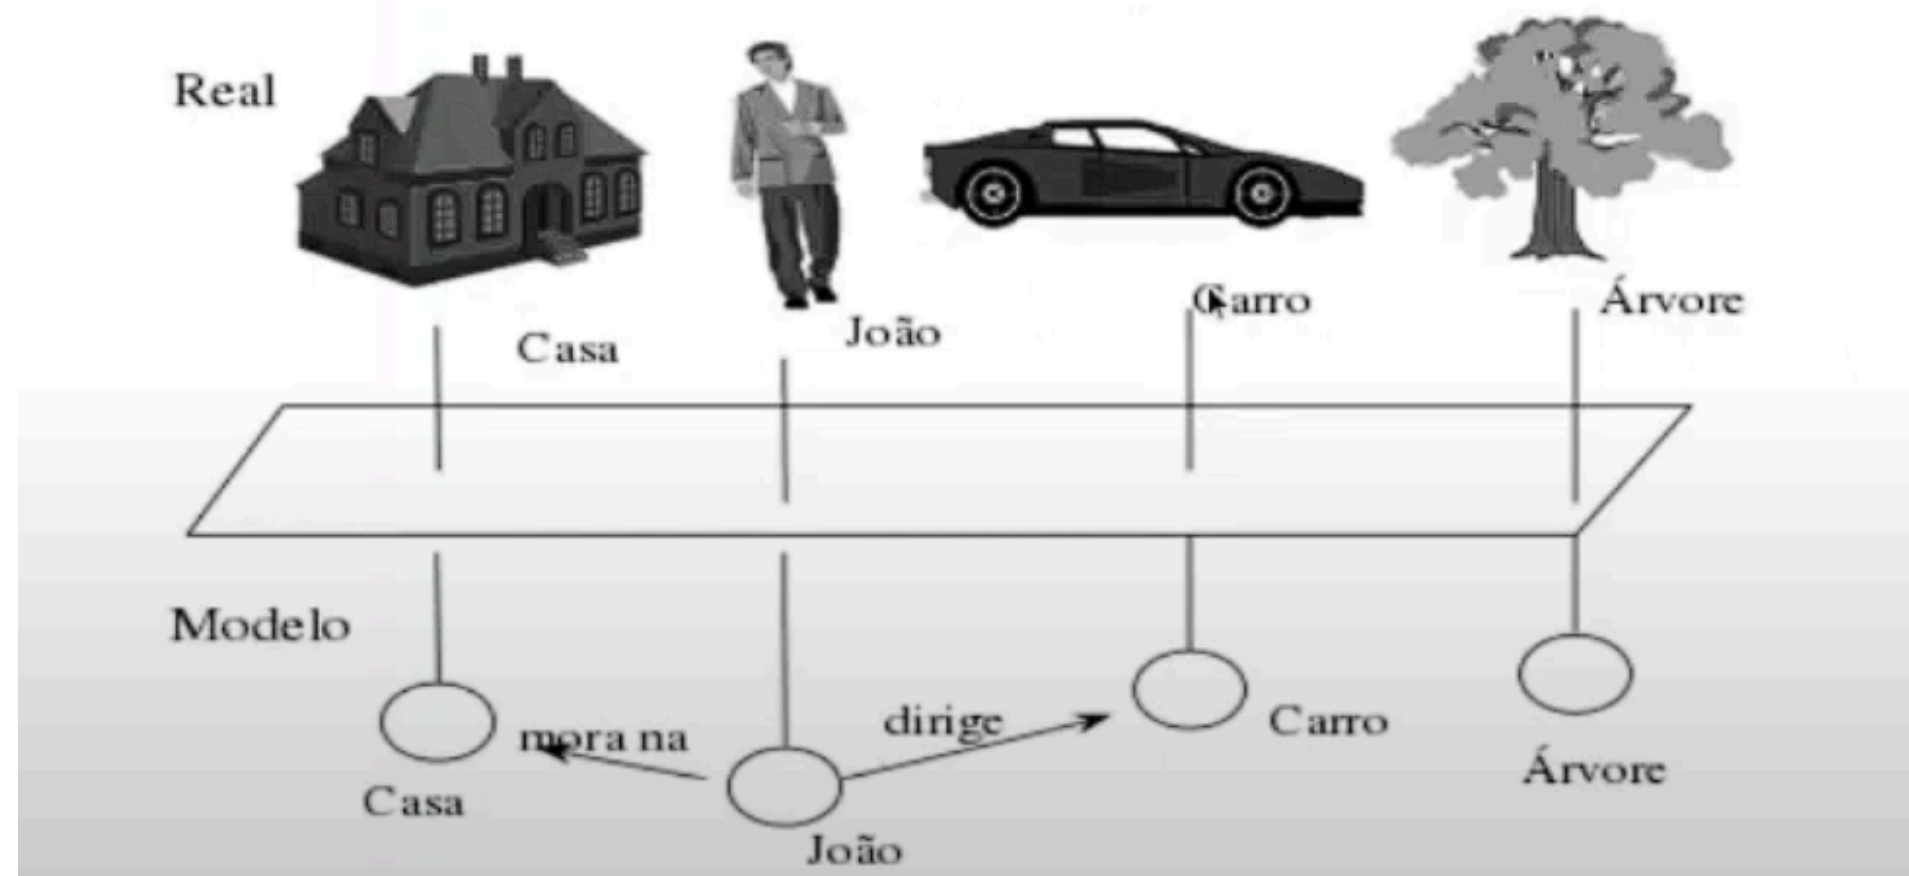 Real
Casa
João
Carro
Árvore
Modelo
mora na
dirige
Casa
João
Carro
Árvore